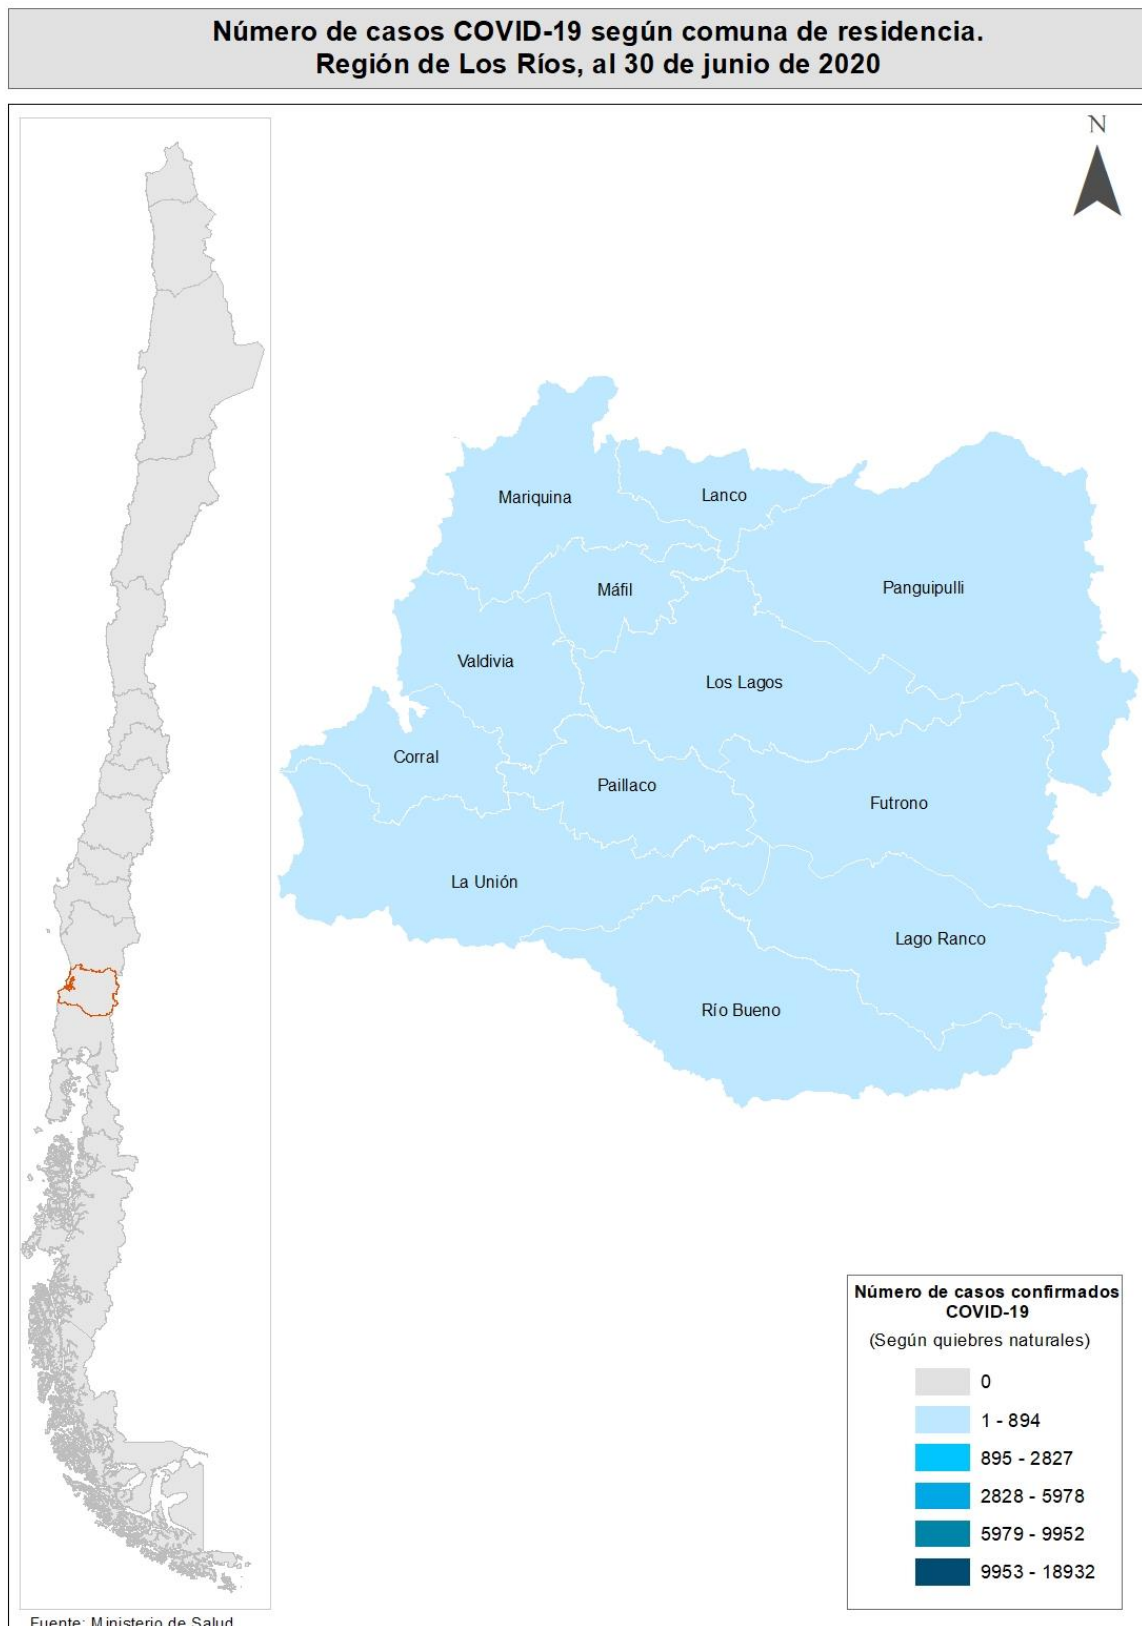 Número de casos COVID-19 según comuna de residencia.
Región de Los Ríos, al 30 de junio de 2020
N
Mariquina
Lanco
Máfil
Panguipulli
Valdivia
Los Lagos
Corral
Paillaco
Futrono
La Unión
Lago Ranco
Río Bueno
Número de casos confirmados
COVID-19
(Según quiebres naturales)
0
1 - 894
895 - 2827
2828 - 5978
5979 - 9952
9953 - 18932
Fuente: Ministerio de Salud